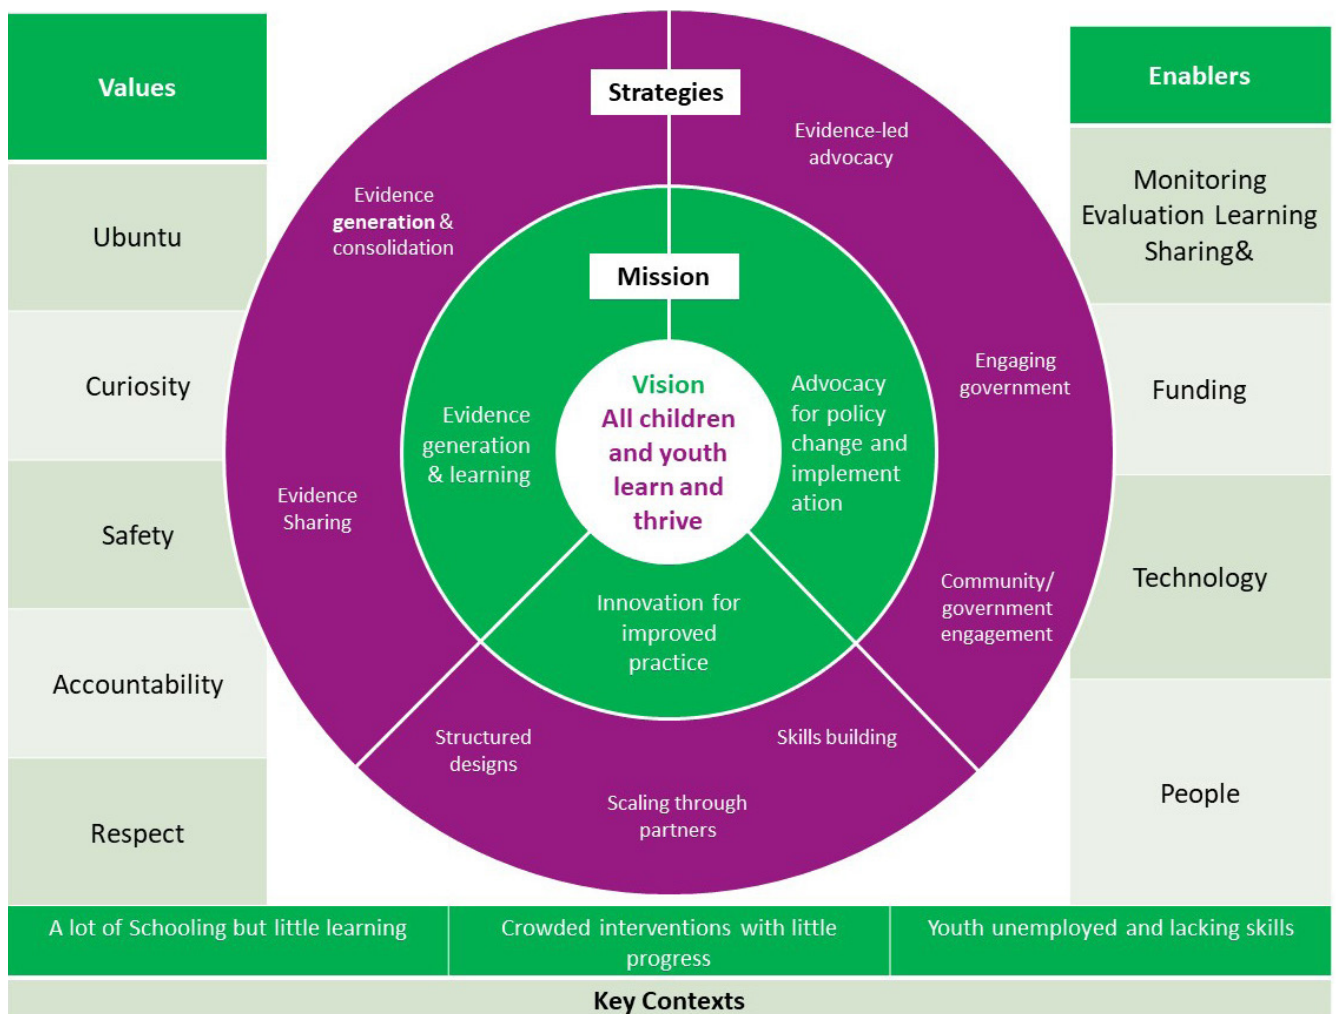 Values
Ubuntu
Curiosity
Safety
Accountability
Respect
Strategies
Evidence
generation &
consolidation
Evidence
Sharing
Evidence-led
advocacy
Engaging
government
Community/
government
engagement
Structured
designs
Scaling through
partners
Skills building
Mission
Evidence
generation
& learning
Advocacy
for policy
change and
implement
ation
Innovation for
improved
practice
Vision
All children
and youth
learn and
thrive
Enablers
Monitoring
Evaluation Learning
Sharing&
Funding
Technology
People
A lot of Schooling but little learning
Crowded interventions with little
progress
Youth unemployed and lacking skills
Key Contexts